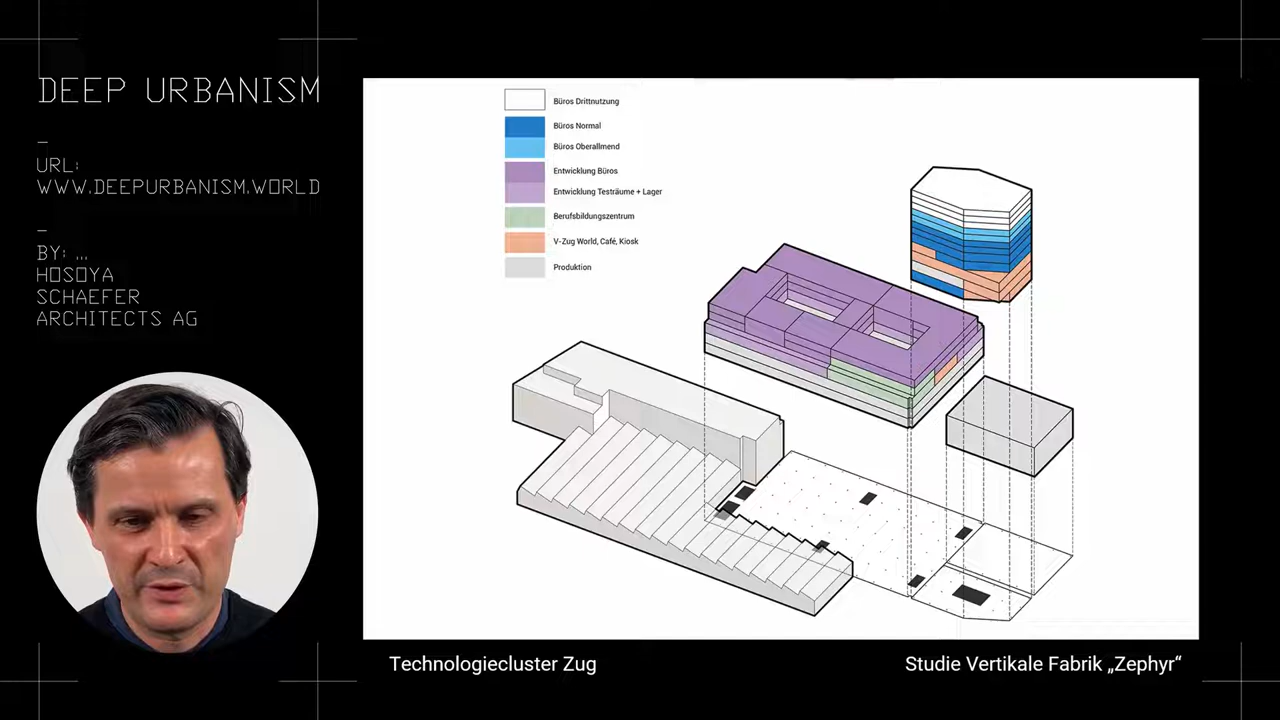 DEEP URBANISM
—
URL:
WWW.DEEPURBANISM.WORLD
—
BY: ...
HOSOYA
SCHAEFER
ARCHITECTS AG
Büros Drittnutzung
Büros Normal
Büros Oberallmend
Entwicklung Büros
Entwicklung Testräume + Lager
Berufsbildungszentrum
V-Zug World, Café, Kiosk
Produktion
Technologiecluster Zug
Studie Vertikale Fabrik „Zephyr“